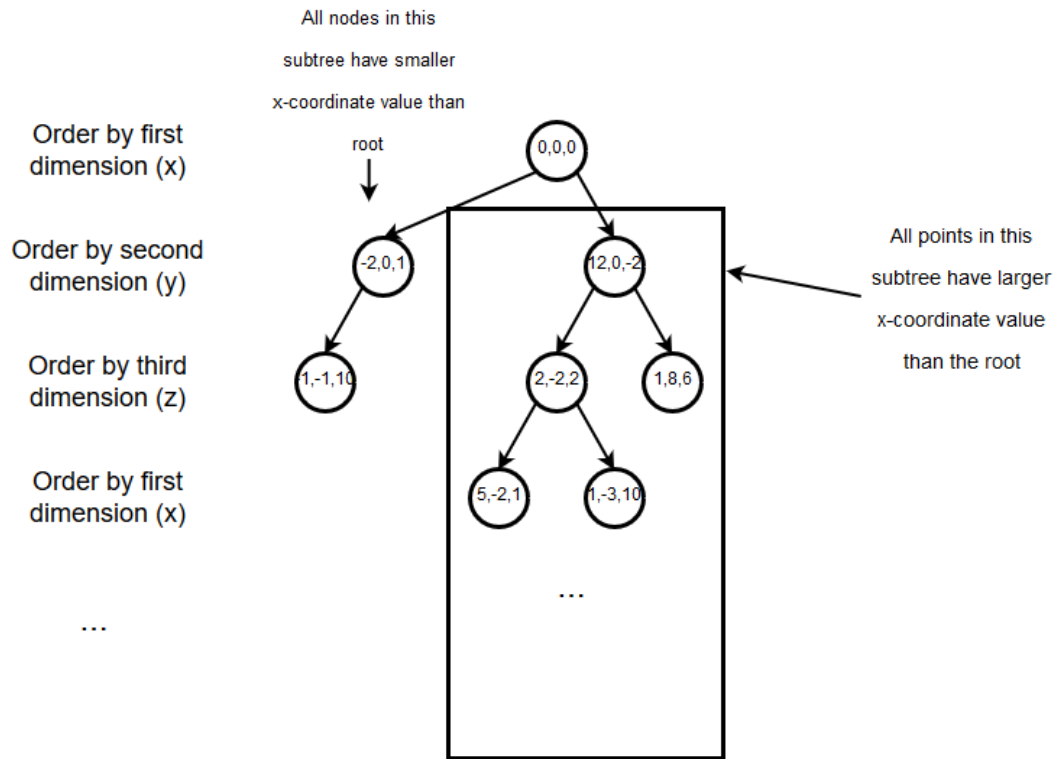 All nodes in this
subtree have smaller
x-coordinate value than
root
Order by first
dimension (x)
0,0,0
Order by second
dimension (y)
-2,0,1
12,0,-2
All points in this
subtree have larger
x-coordinate value
than the root
Order by third
dimension (z)
1,-1,10
2,-2,2
1,8,6
Order by first
dimension (x)
5,-2,1
1,-3,10
...
...